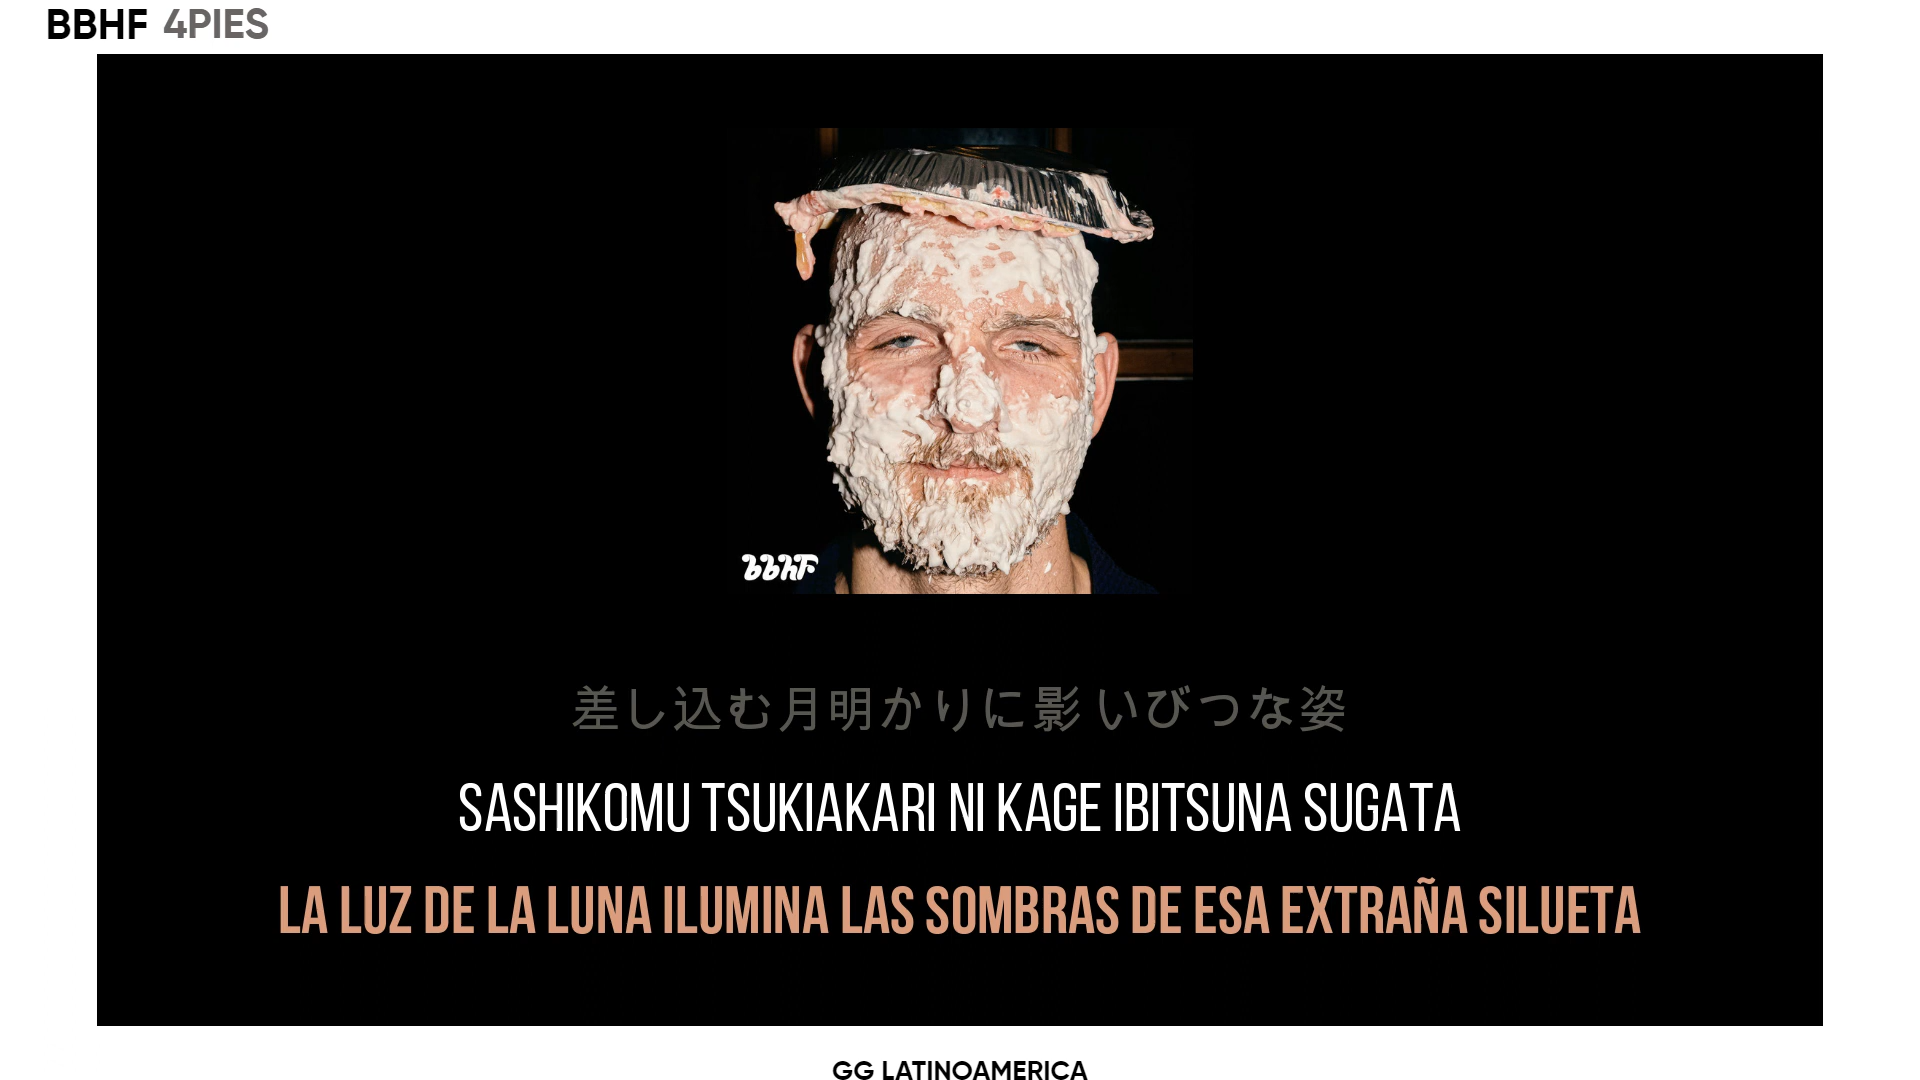 BBHF 4PIES
bbhF
差し込む月明かりに影 いびつな姿
SASHIKOMU TSUKIAKARI NI KAGE IBITSUNA SUGATA
LA LUZ DE LA LUNA ILUMINA LAS SOMBRAS DE ESA EXTRAÑA SILUETA
GG LATINOAMERICA